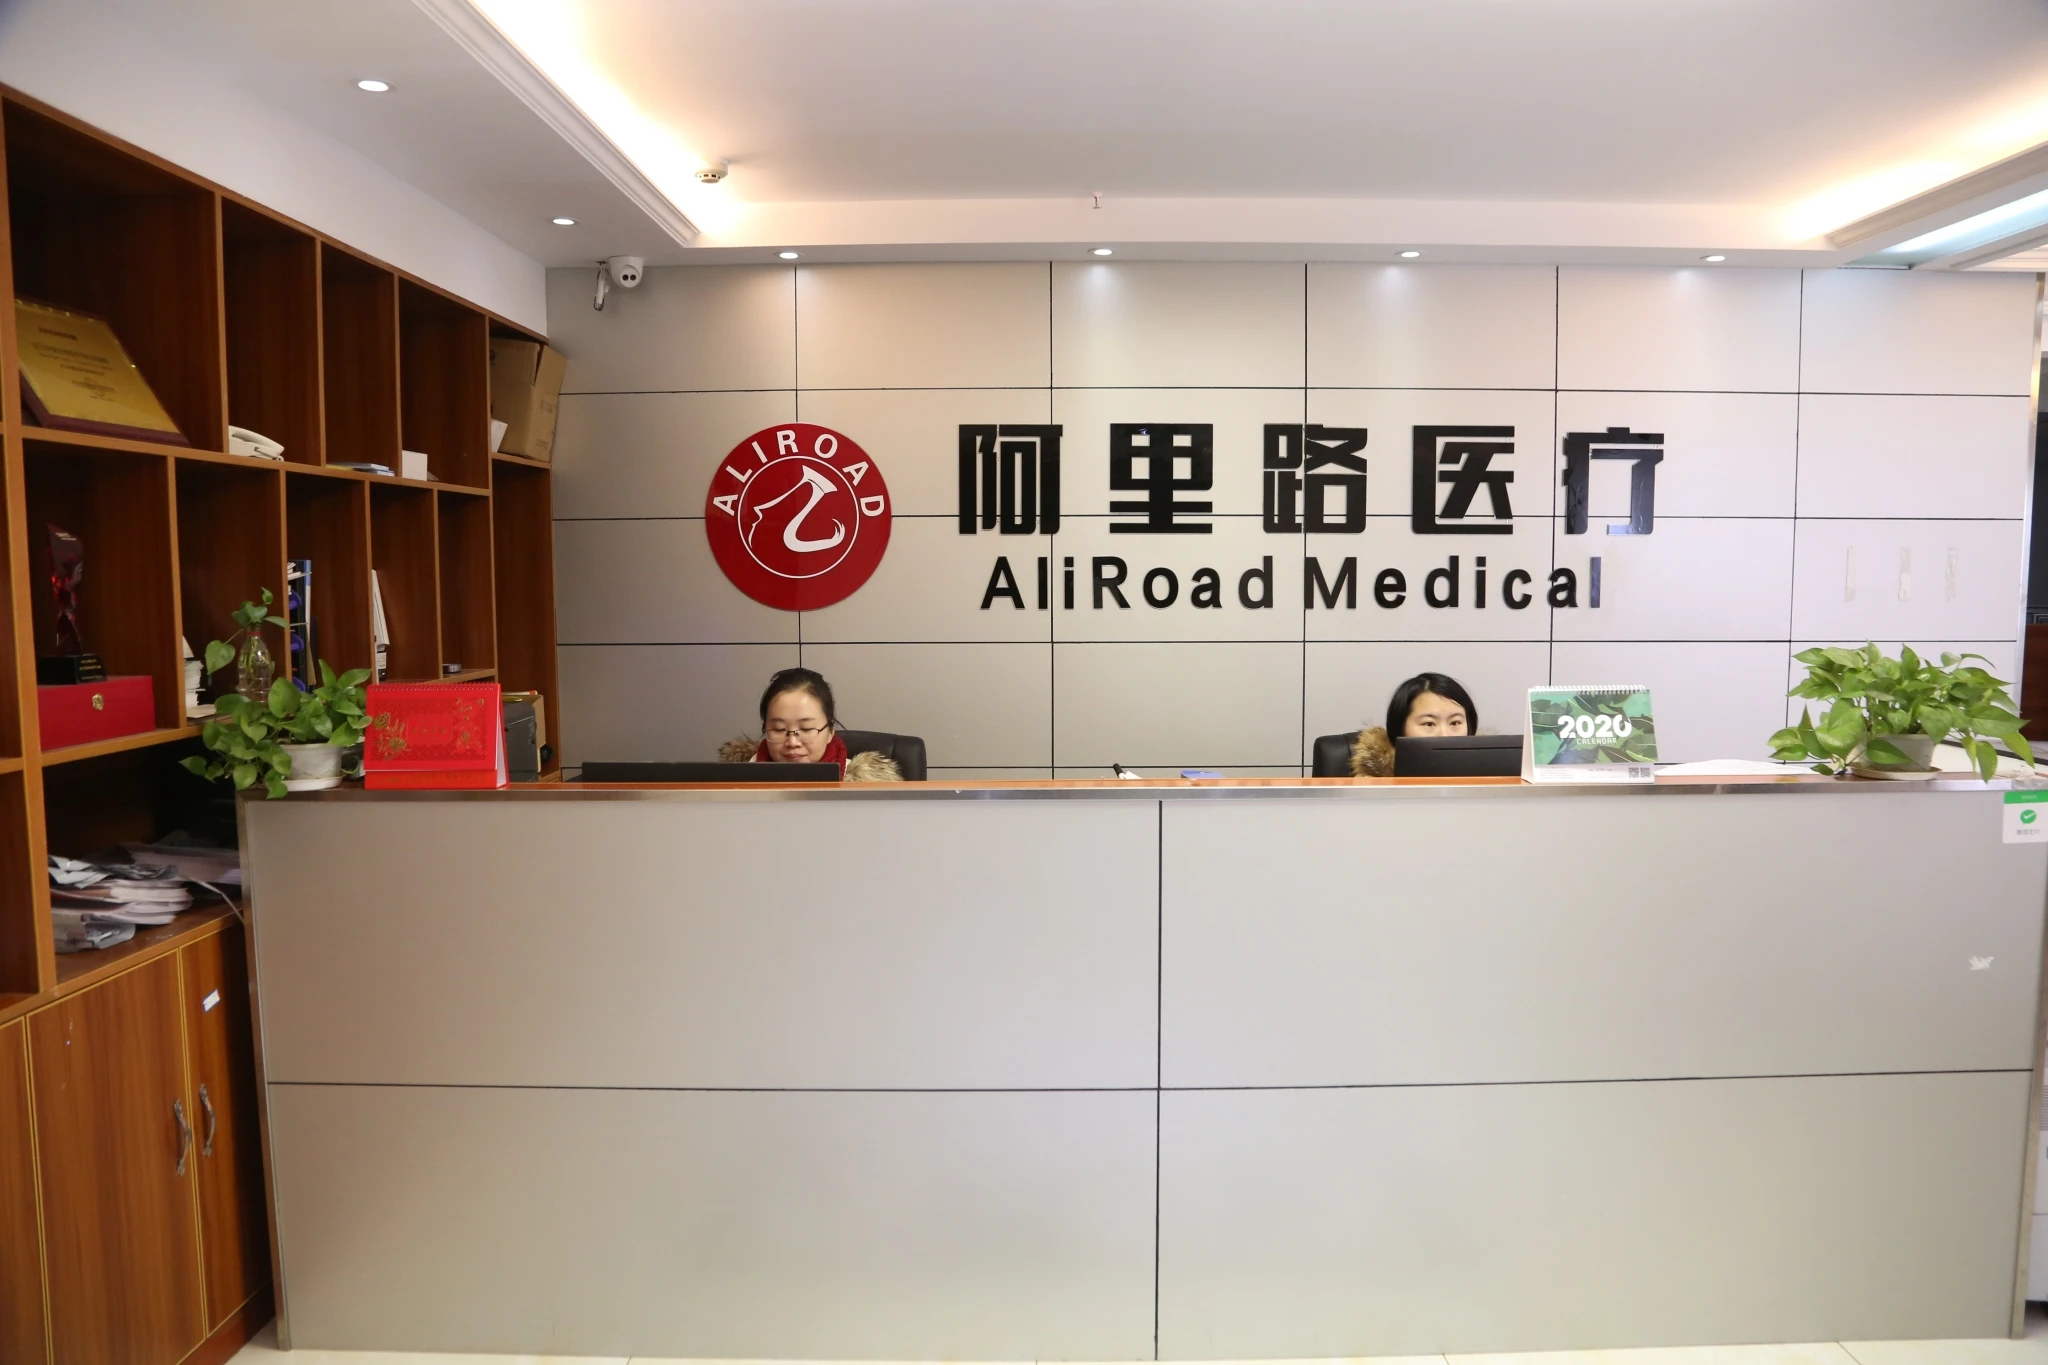 ALIROAD
阿里路医疗
AliRoad Medical
2020
CALENDAR